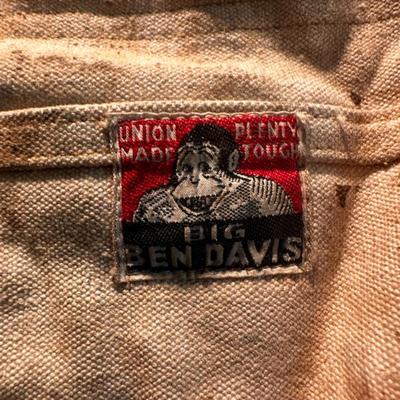 UNION PLENTY
MADE TOUGH
BIG
BEN DAVIS